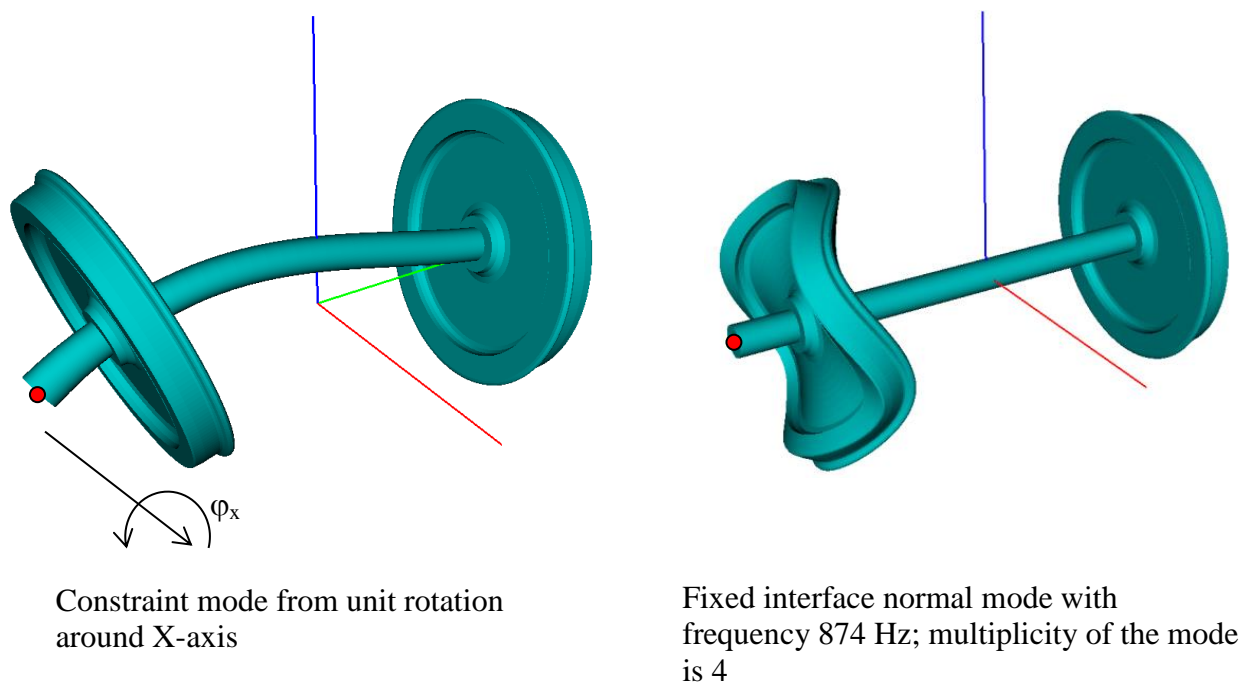 φx
Constraint mode from unit rotation
around X-axis
Fixed interface normal mode with
frequency 874 Hz; multiplicity of the mode
is 4